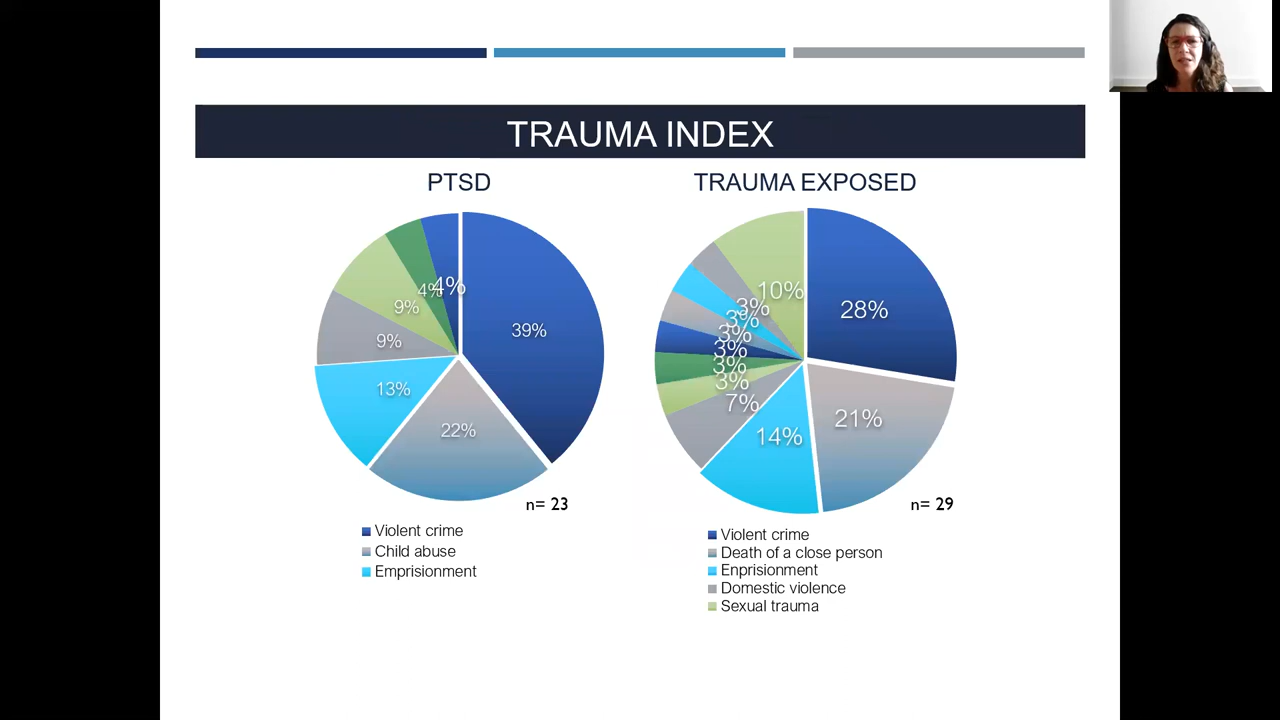 TRAUMA INDEX
PTSD
TRAUMA EXPOSED
4%
4%
9%
9%
13%
22%
39%
n= 23
Violent crime
Child abuse
Emprisionment
10%
3%
3%
3%
3%
3%
3%
7%
14%
21%
28%
n= 29
Violent crime
Death of a close person
Enprisionment
Domestic violence
Sexual trauma